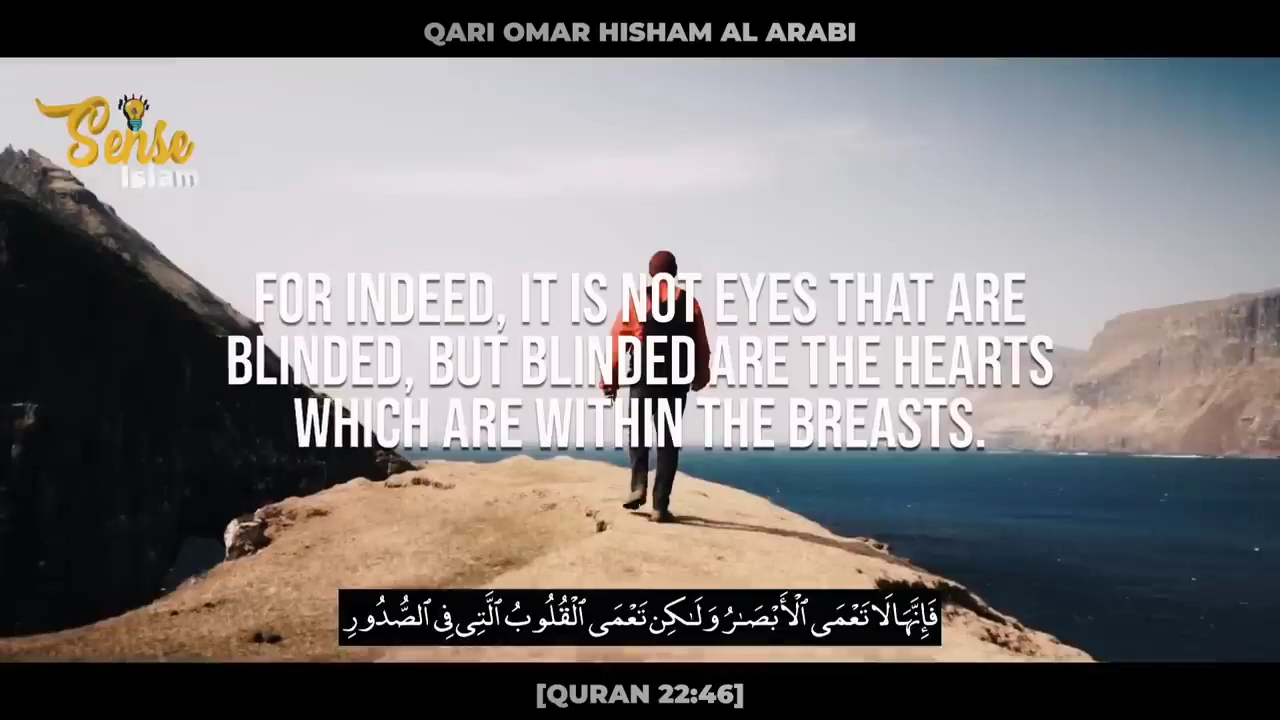 QARI OMAR HISHAM AL ARABI
Sense
Islam
FOR INDEED, IT IS NOT EYES THAT ARE
BLINDED, BUT BLINDED ARE THE HEARTS
WHICH ARE WITHIN THE BREASTS.
فَإِنَّهَا لَا تَعْمَى ٱلْأَبْصَـٰرُ وَلَـٰكِن تَعْمَى ٱلْقُلُوبُ ٱلَّتِى فِى ٱلصُّدُورِ
[QURAN 22:46]